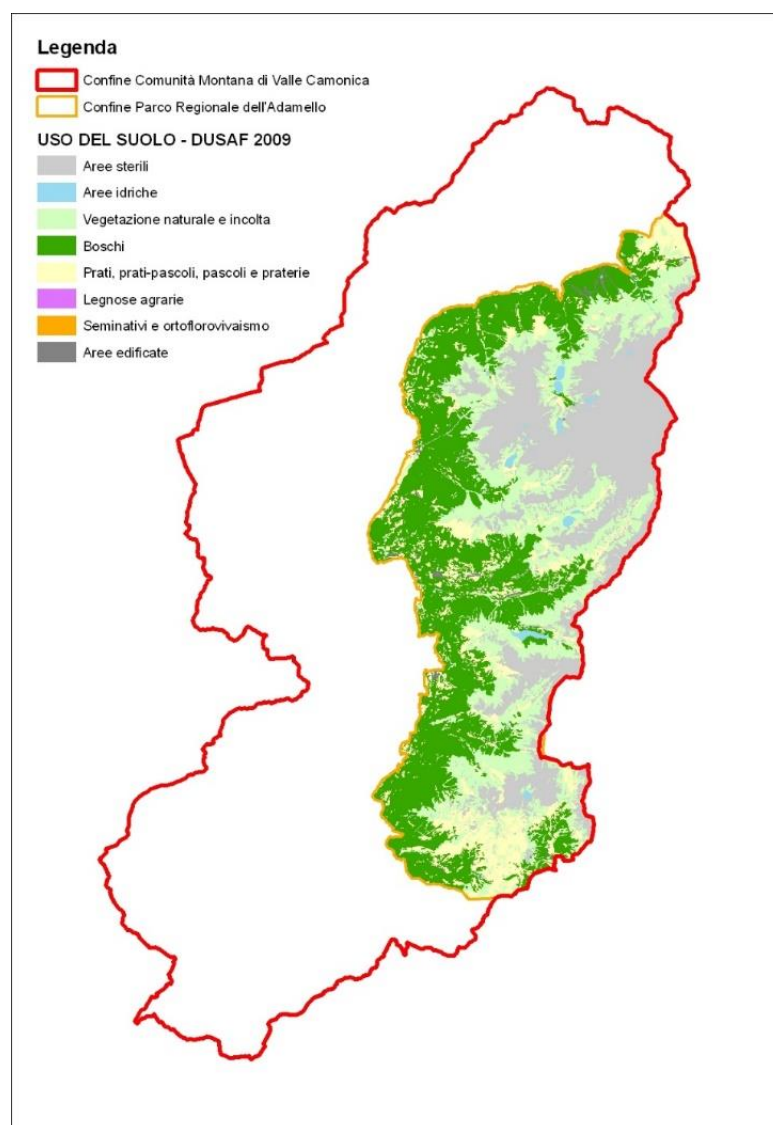 Legenda
Confine Comunità Montana di Valle Camonica
Confine Parco Regionale dell'Adamello
USO DEL SUOLO - DUSAF 2009
Aree sterili
Aree idriche
Vegetazione naturale e incolta
Boschi
Prati, prati-pascoli, pascoli e praterie
Legnose agrarie
Seminativi e ortoflorovivaismo
Aree edificate